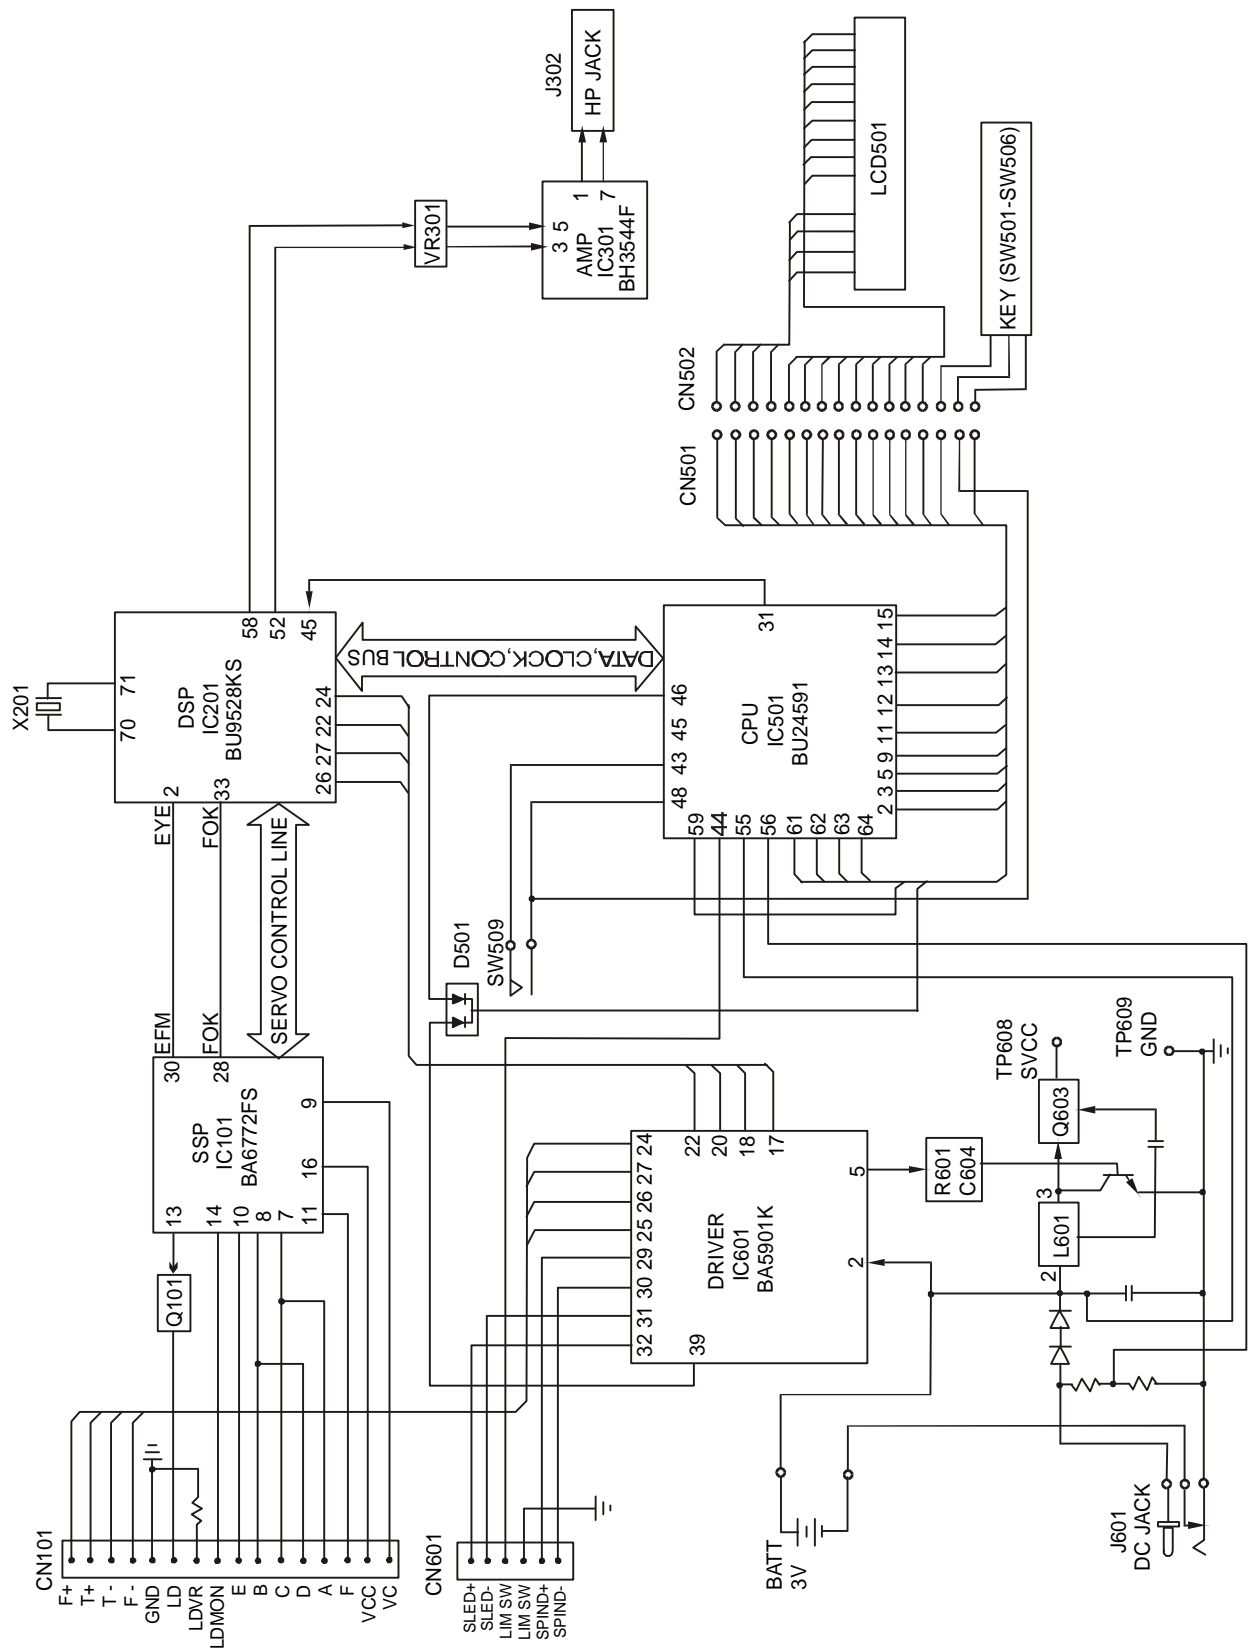 X201
70 71
DSP
IC201
BU9528KS
2
33
58
52
45
26 27 22 24
EYE
FOK
SERVO CONTROL LINE
EFM
FOK
30
28
SSP
IC101
BA6772FS
13
14
10
8
7
11
16
9
Q101
CN101
F+
T+
T -
F -
GND
LD
LDVR
LDMON
E
B
C
D
A
F
VCC
VC
J302
HP JACK
1
7
3 5
AMP
IC301
BH3544F
VR301
DATA,CLOCK,CONTROL BUS
31
46
45
43
48
CPU
IC501
BU24591
59
44
55
56
61
62
63
64
2 3 5 9 11 12 13 14 15
D501
SW509
CN501
CN502
LCD501
KEY (SW501-SW506)
CN601
SLED+
SLED-
LIM SW
LIM SW
SPIND+
SPIND-
22
20
18
17
24
27
26
25
29
30
31
32
39
DRIVER
IC601
BA5901K
5
2
R601
C604
TP608
SVCC
TP609
GND
Q603
3
L601
2
BATT
3V
J601
DC JACK